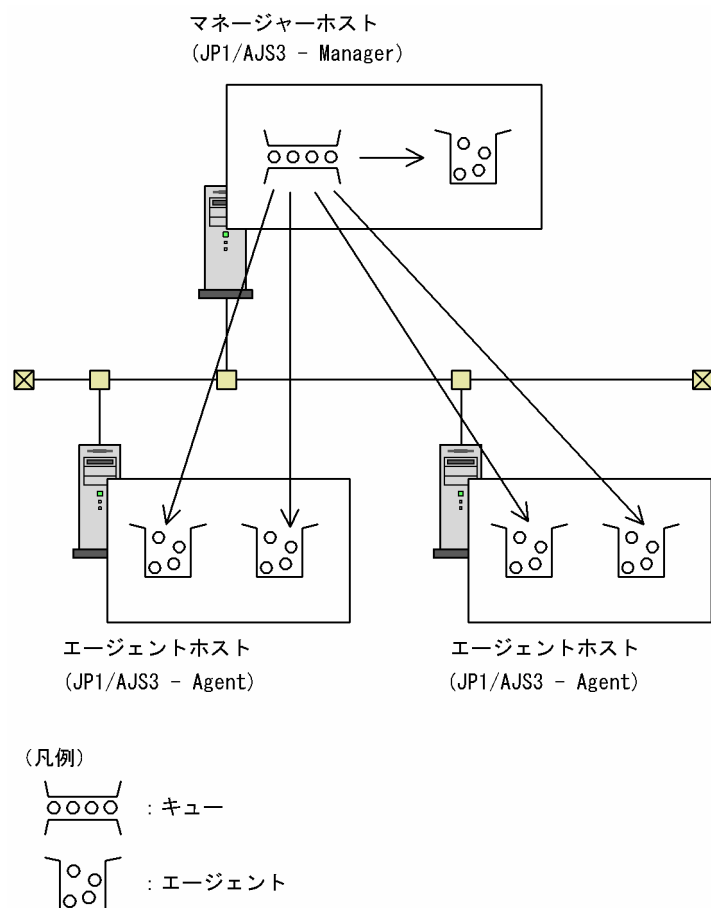 マネージャーホスト
(JP1/AJS3 - Manager)
エージェントホスト
(JP1/AJS3 - Agent)
エージェントホスト
(JP1/AJS3 - Agent)
(凡例)
:キュー
:エージェント